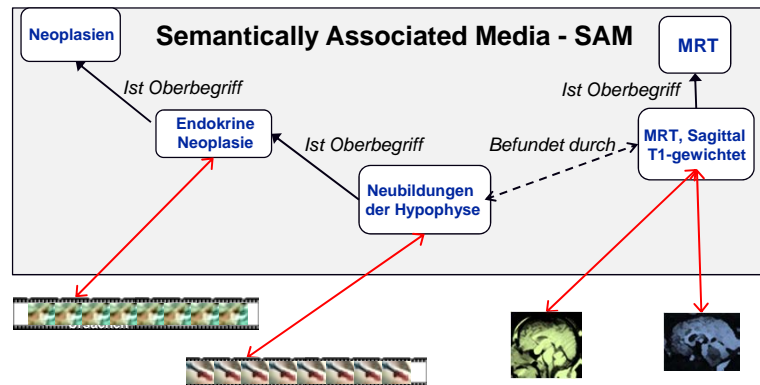 Semantically Associated Media - SAM
Neoplasien
MRT
Ist Oberbegriff
Ist Oberbegriff
Endokrine
Neoplasie
Ist Oberbegriff
Befundet durch
MRT, Sagittal
T1-gewichtet
Neubildungen
der Hypophyse
Ursachen